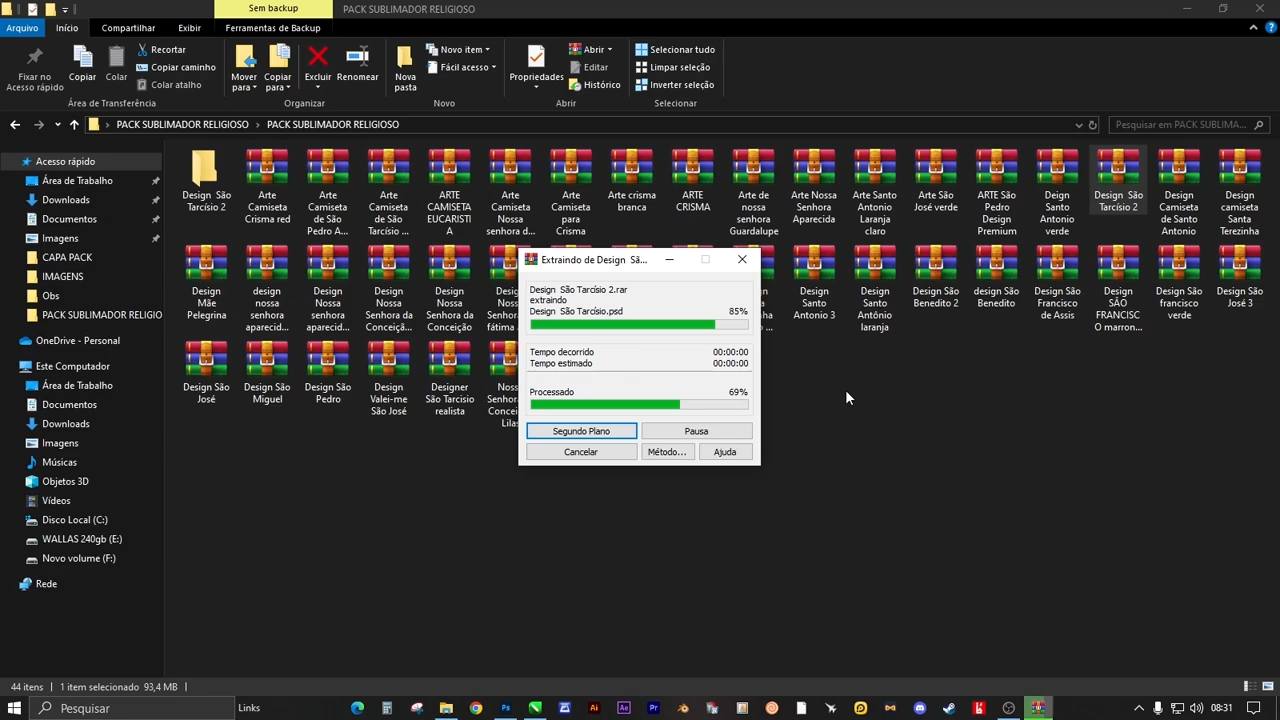 Sem backup
PACK SUBLIMADOR RELIGIOSO
Arquivo
Início
Compartilhar
Exibir
Ferramentas de Backup
Fixar no
Acesso rápido
Copiar
Colar
Recortar
Copiar caminho
Colar atalho
Mover
para
Copiar
para
Excluir
Renomear
Nova
pasta
Novo item
Fácil acesso
Propriedades
Abrir
Editar
Histórico
Selecionar tudo
Limpar seleção
Inverter seleção
Área de Transferência
Organizar
Novo
Abrir
Selecionar
PACK SUBLIMADOR RELIGIOSO > PACK SUBLIMADOR RELIGIOSO
Pesquisar em PACK SUBLIMA...
Acesso rápido
Área de Trabalho
Downloads
Documentos
Imagens
CAPA PACK
IMAGENS
Obs
PACK SUBLIMADOR RELIGIO
OneDrive - Personal
Este Computador
Área de Trabalho
Documentos
Downloads
Imagens
Músicas
Objetos 3D
Vídeos
Disco Local (C:)
WALLAS 240gb (E:)
Novo volume (F:)
Rede
Design São
Tarcísio 2
Arte
Camiseta
Crisma red
Arte
Camiseta
de São
Pedro A...
Arte
Camiseta
de São
Tarcísio ...
ARTE
CAMISETA
EUCARISTI
A
Arte
Camiseta
Nossa
senhora d...
Arte
Camiseta
para
Crisma
Arte crisma
branca
ARTE
CRISMA
Arte de
nossa
senhora
Guardalupe
Arte Nossa
Senhora
Aparecida
Arte Santo
Antonio
Laranja
claro
Arte São
José verde
ARTE São
Pedro
Design
Premium
Deign
Santo
Antonio
verde
Design São
Tarcísio 2
Design
Camiseta
de Santo
Antonio
Design
camiseta
Santa
Terezinha
Design
Mãe
Pelegrina
design
nossa
senhora
aparecid...
Design
Nossa
senhora
aparecid...
Design
Nossa
Senhora da
Conceiçã...
Design
Nossa
Senhora da
Conceição
Design
Nossa
senhora
fátima
Design
Santo
Antonio 3
Design
Santo
Antônio
laranja
Design São
Benedito 2
design São
Benedito
Design São
Francisco
de Assis
Design
SÃO
FRANCISC
O marron...
Design São
francisco
verde
Design São
José 3
Design São
José
Design São
Miguel
Design São
Pedro
Design
Valei-me
São José
Designer
São Tarcisio
realista
Noss
Senhor
Concei
Lilas
Extraindo de Design Sã...
Design São Tarcísio 2.rar
extraindo
Design São Tarcísio.psd
85%
Tempo decorrido 00:00:00
Tempo estimado 00:00:00
Processado 69%
Segundo Plano
Pausa
Cancelar
Método...
Ajuda
44 itens
1 item selecionado 93,4 MB
Pesquisar
Links
08:31